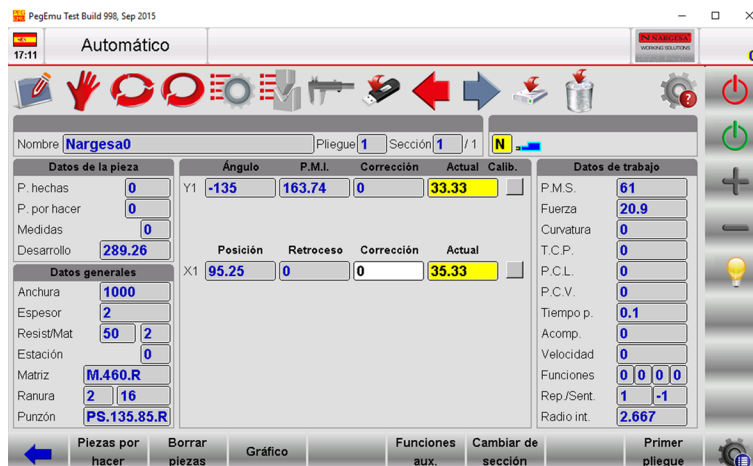 PegEmu Test Build 998, Sep 2015
17:11
Automático
NARGESA
WORKING SOLUTIONS
Nombre Nargesa0 Pliegue 1 Sección 1 / 1 N
Datos de la pieza
P. hechas 0
P. por hacer 0
Medidas 0
Desarrollo 289.26
Datos generales
Anchura 1000
Espesor 2
Resist/Mat 50 2
Estación 0
Matriz M.460.R
Ranura 2 16
Punzón PS.135.85.R
Ángulo P.M.I. Corrección Actual Calib.
Y1 -135 163.74 0 33.33
Posición Retroceso Corrección Actual
X1 95.25 0 0 35.33
Datos de trabajo
P.M.S. 61
Fuerza 20.9
Curvatura 0
T.C.P. 0
P.C.L. 0
P.C.V. 0
Tiempo p. 0.1
Acomp. 0
Velocidad 0
Funciones 0 0 0 0
Rep./Sent. 1 -1
Radio int. 2.667
Piezas por
hacer
Borrar
piezas
Gráfico
Funciones
aux.
Cambiar de
sección
Primer
pliegue